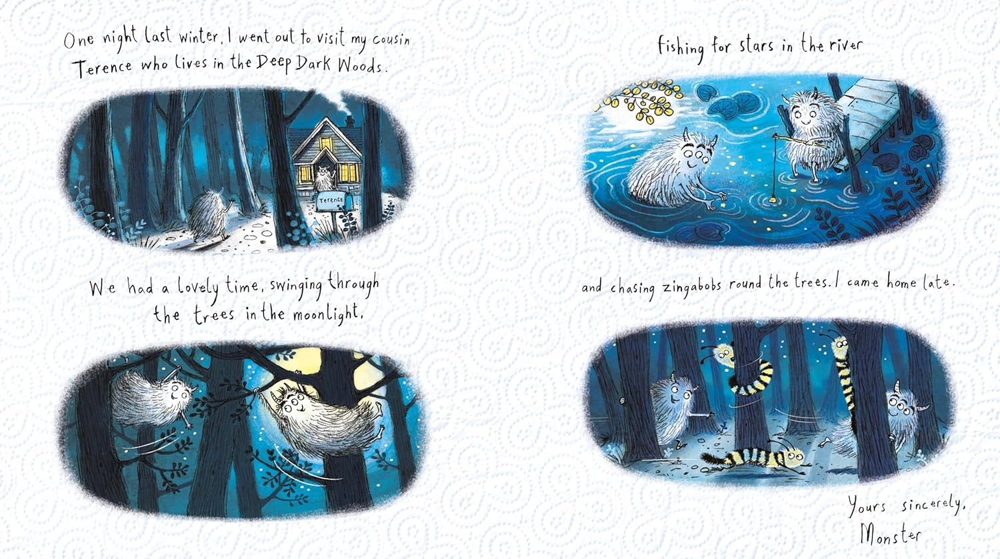 One night last winter, I went out to visit my cousin
Terence who lives in the Deep Dark Woods.
Terence
We had a lovely time, swinging through
the trees in the moonlight,
fishing for stars in the river
and chasing zingabobs round the trees. I came home late.
Yours sincerely,
Monster